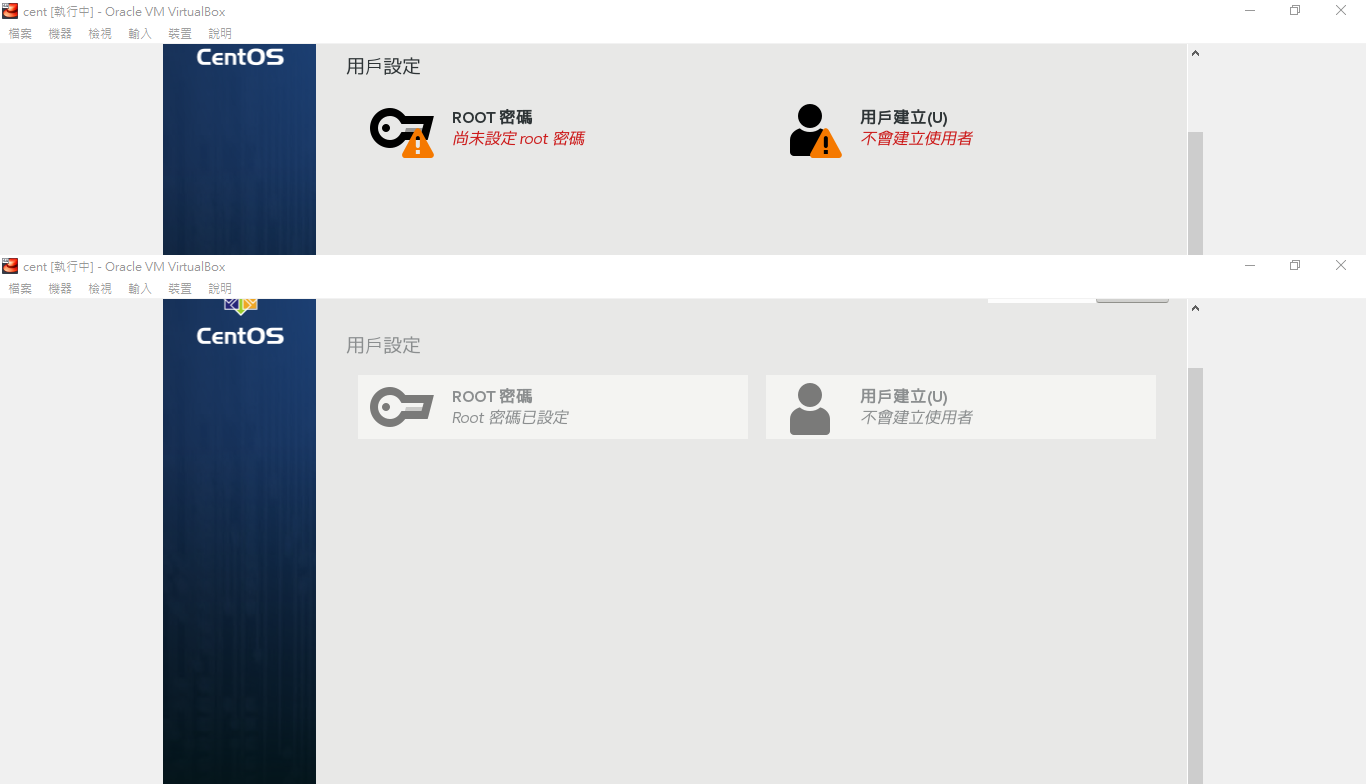 cent [執行中] - Oracle VM VirtualBox
檔案 機器 檢視 輸入 裝置 說明
CentOS
用戶設定
ROOT 密碼
尚未設定 root 密碼
用戶建立(U)
不會建立使用者
cent [執行中] - Oracle VM VirtualBox
檔案 機器 檢視 輸入 裝置 說明
CentOS
用戶設定
ROOT 密碼
Root 密碼已設定
用戶建立(U)
不會建立使用者